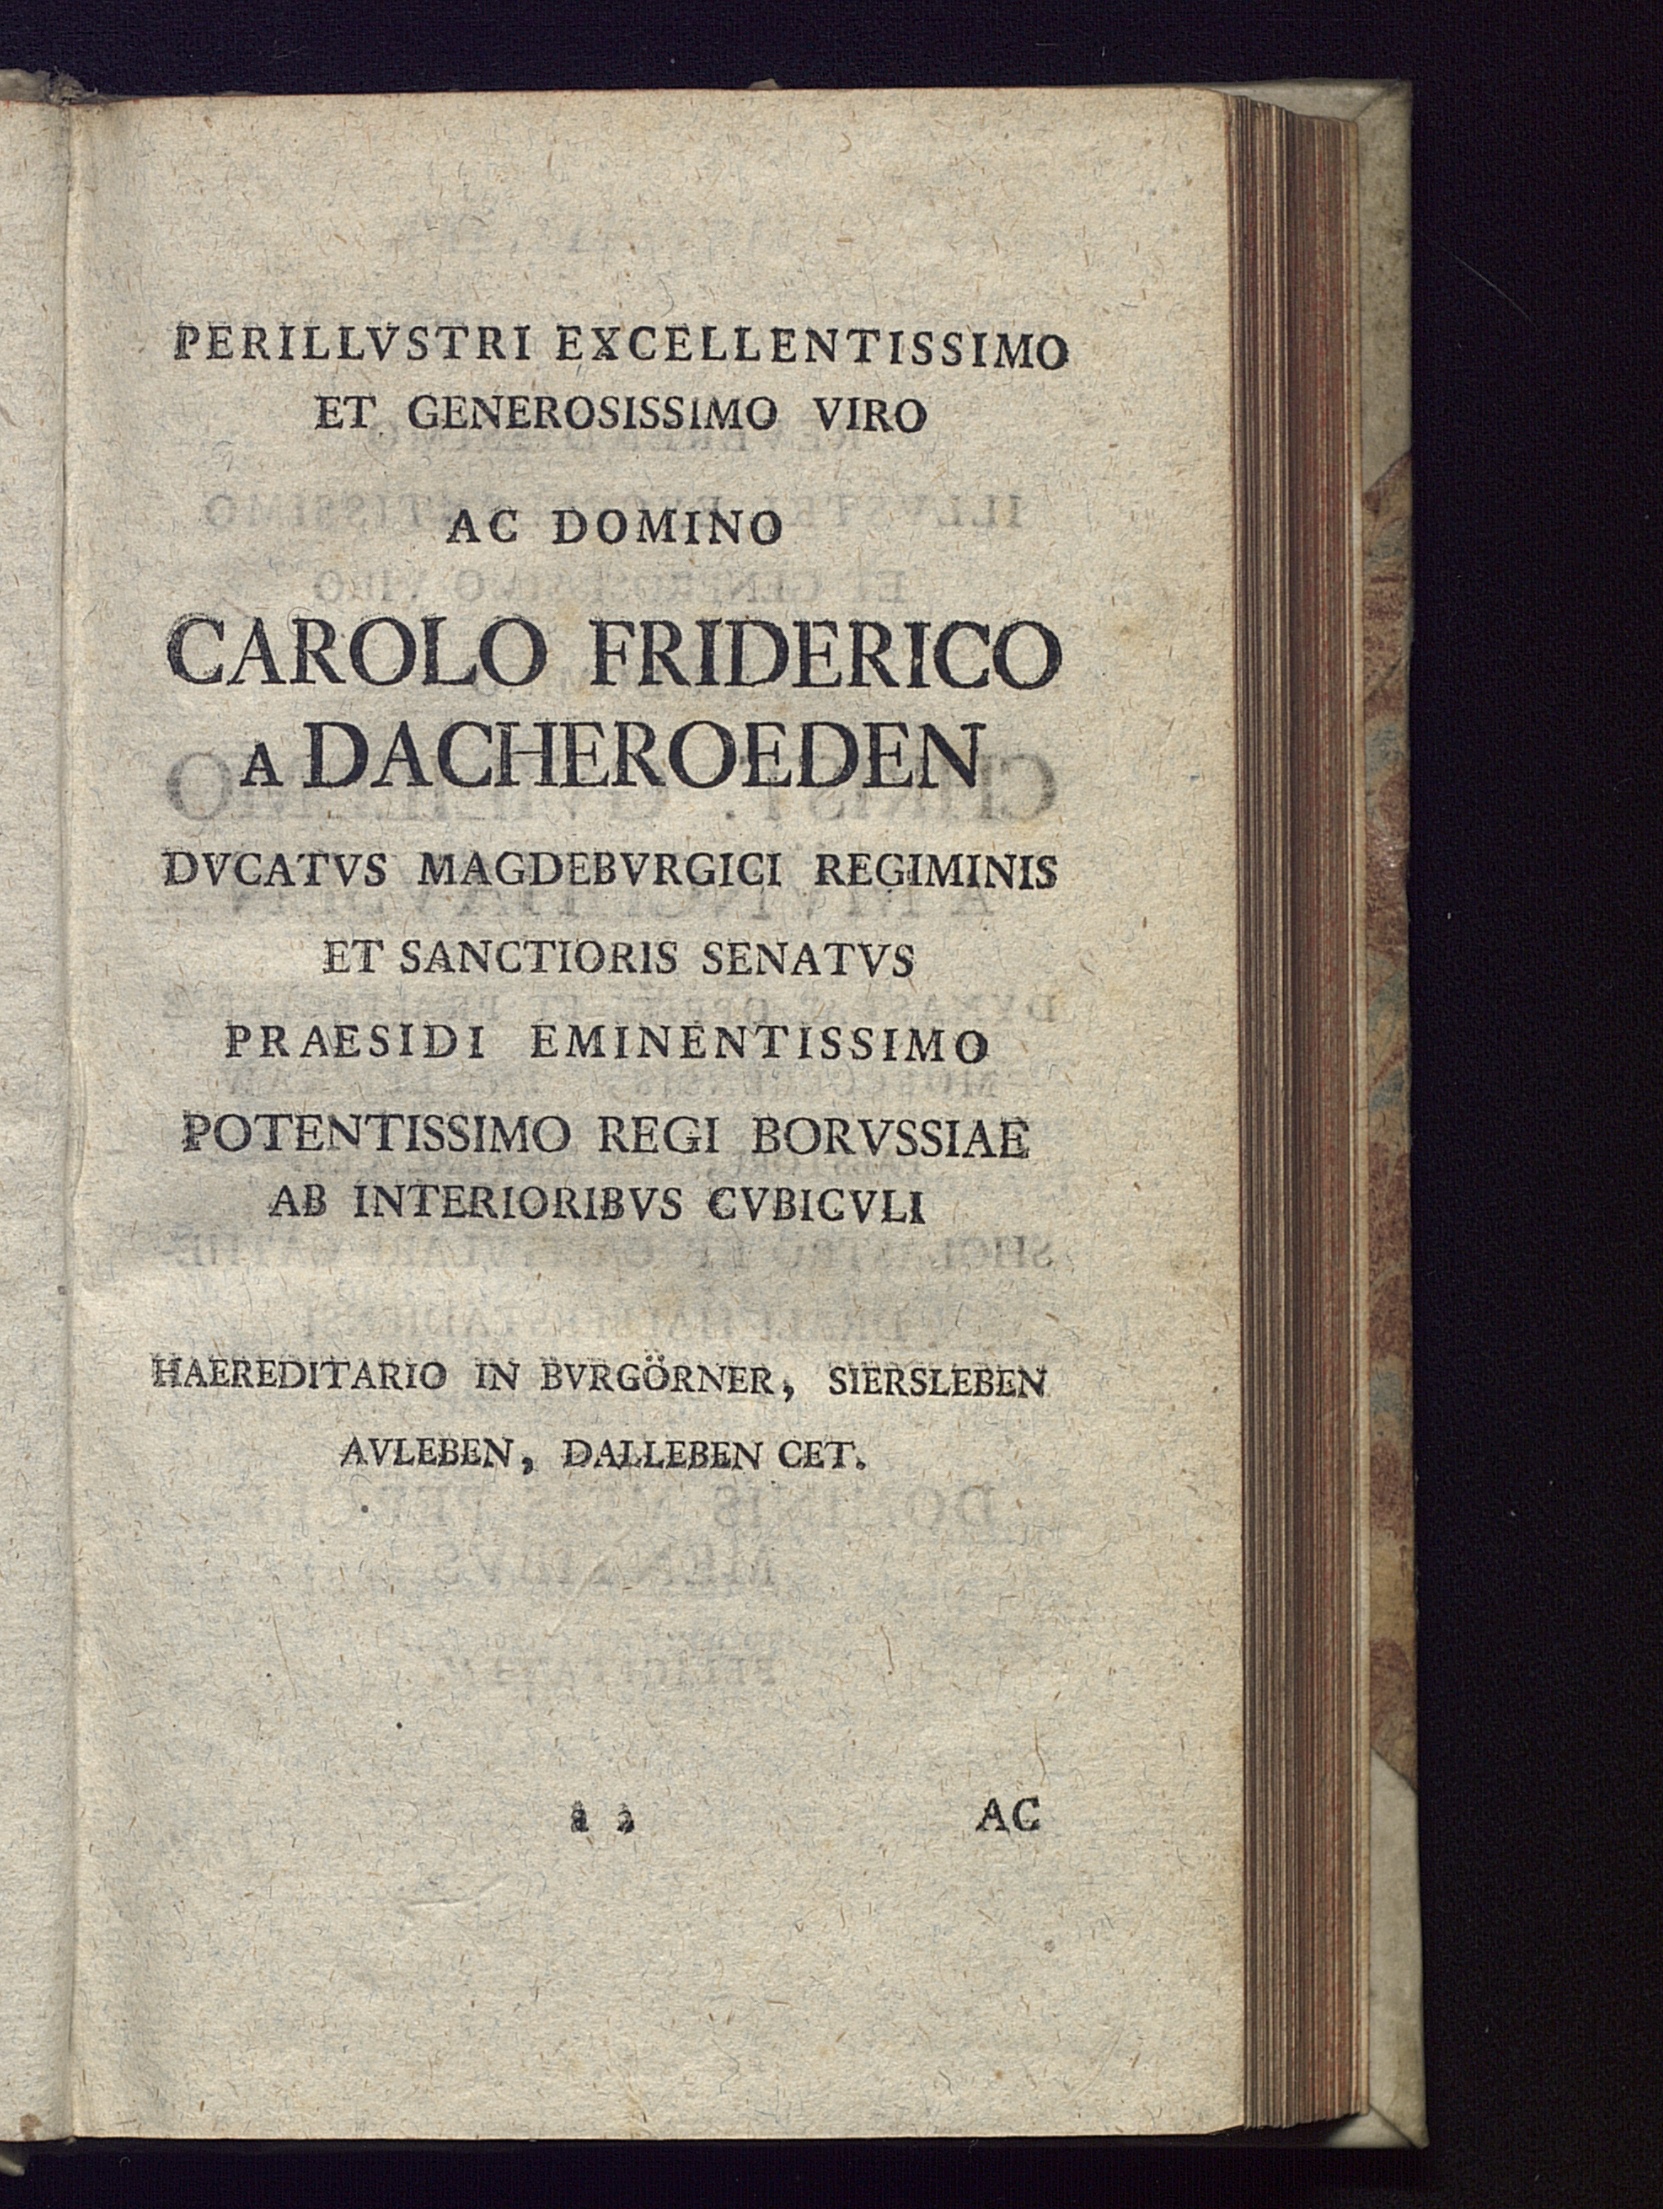 PERILLVSTRI EXCELLENTISSIMO
ET GENEROSISSIMO VIRO
AC DOMINO
CAROLO FRIDERICO
A DACHEROEDEN
DVCATVS MAGDEBVRGICI REGIMINIS
ET SANCTIORIS SENATVS
PRAESIDI EMINENTISSIMO
POTENTISSIMO REGI BORVSSIAE
AB INTERIORIBVS CVBICVLI
HAEREDITARIO IN BVRGÖRNER, SIERSLEBEN
AVLEBEN, DALLEBEN CET.
a 2 AC